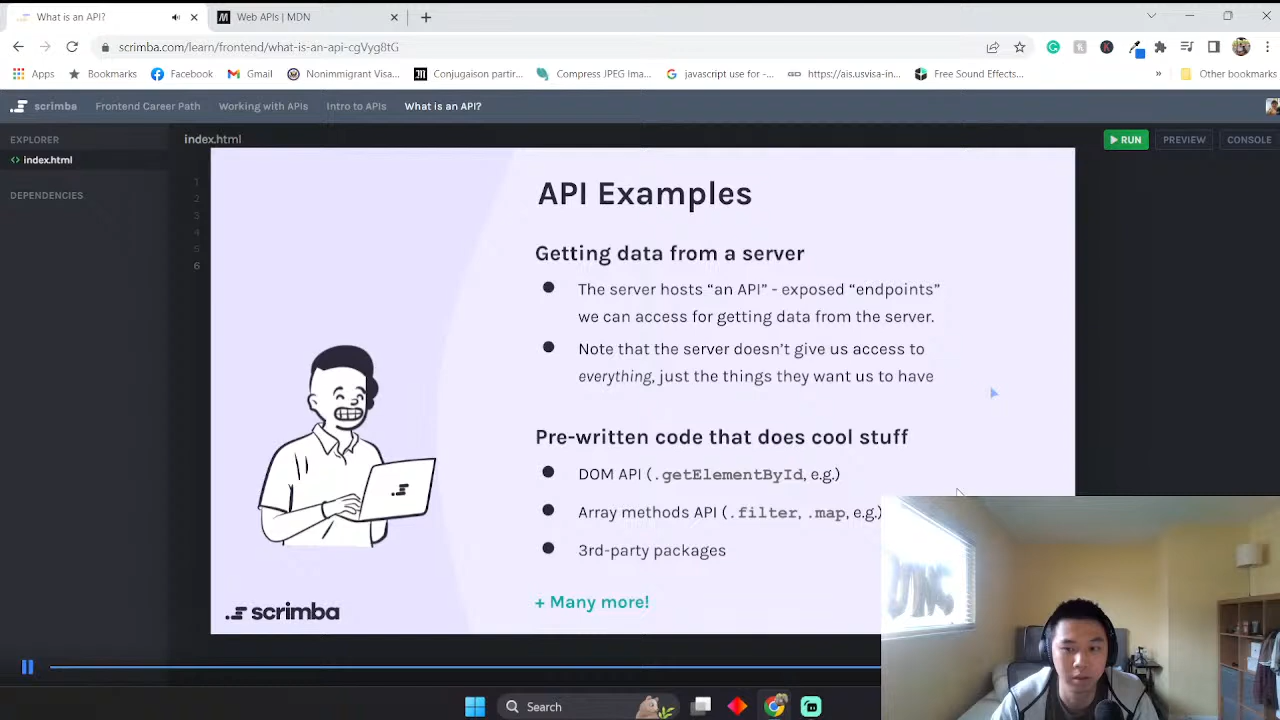 What is an API?
Web APIs | MDN
scrimba.com/learn/frontend/what-is-an-api-cgVyg8tG
Apps
Bookmarks
Facebook
Gmail
Nonimmigrant Visa...
Conjugaison partir...
Compress JPEG Ima...
javascript use for -...
https://ais.usvisa-in...
Free Sound Effects...
»
Other bookmarks
scrimba
Frontend Career Path
Working with APIs
Intro to APIs
What is an API?
EXPLORER
index.html
DEPENDENCIES
index.html
RUN
PREVIEW
CONSOLE
1
2
3
4
5
6
API Examples
Getting data from a server
● The server hosts “an API” - exposed “endpoints”
we can access for getting data from the server.
● Note that the server doesn’t give us access to
everything, just the things they want us to have
Pre-written code that does cool stuff
● DOM API (.getElementById, e.g.)
● Array methods API (.filter, .map, e.g.)
● 3rd-party packages
+ Many more!
scrimba
Search